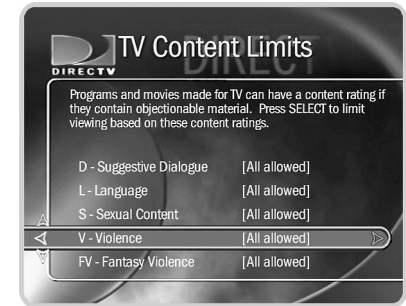 TV Content Limits
DIRECTV
Programs and movies made for TV can have a content rating if
they contain objectionable material. Press SELECT to limit
viewing based on these content ratings.
D - Suggestive Dialogue [All allowed]
L - Language [All allowed]
S - Sexual Content [All allowed]
V - Violence [All allowed]
FV - Fantasy Violence [All allowed]